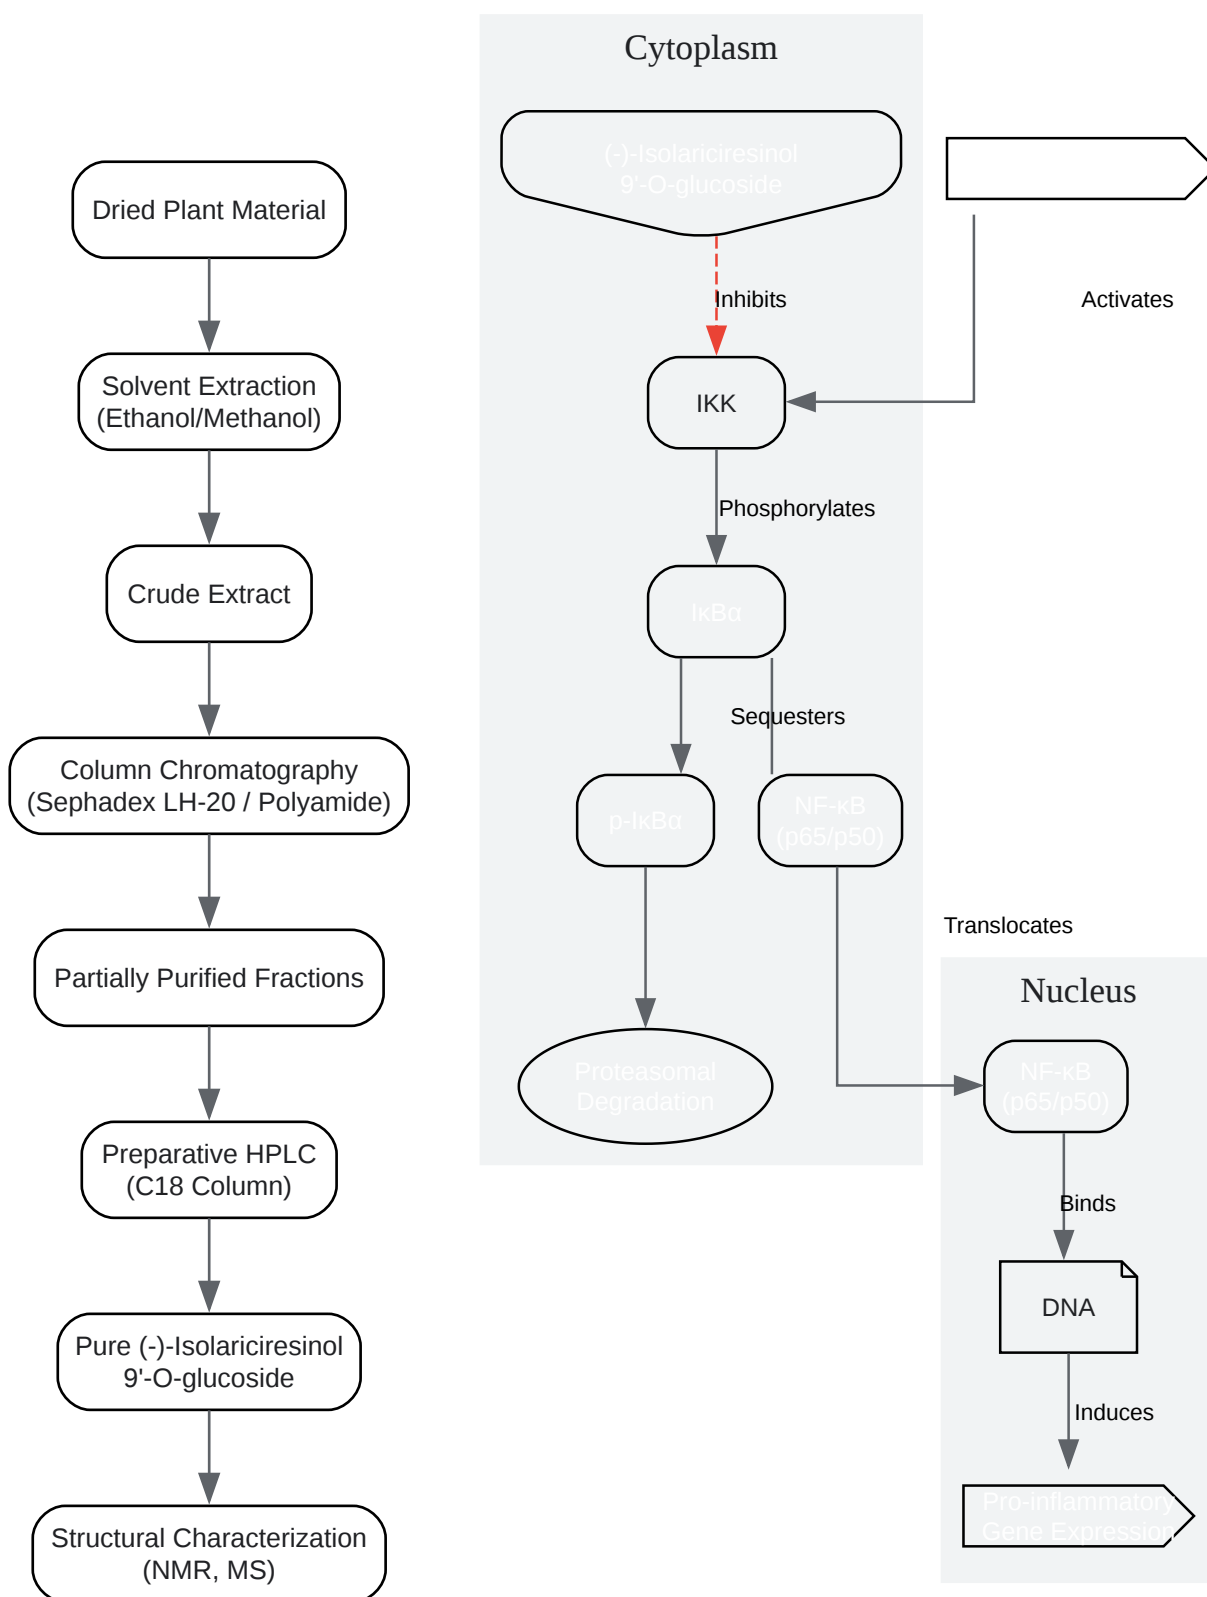 Dried Plant Material
Solvent Extraction
(Ethanol/Methanol)
Crude Extract
Column Chromatography
(Sephadex LH-20 / Polyamide)
Partially Purified Fractions
Preparative HPLC
(C18 Column)
Pure (-)-Isolariciresinol
9'-O-glucoside
Structural Characterization
(NMR, MS)
Cytoplasm
(-)-Isolariciresinol
9'-O-glucoside
Inhibits
Activates
IKK
Phosphorylates
IκBα
Sequesters
p-IκBα
NF-κB
(p65/p50)
Proteasomal
Degradation
Translocates
Nucleus
NF-κB
(p65/p50)
Binds
DNA
Induces
Pro-inflammatory
Gene Expression